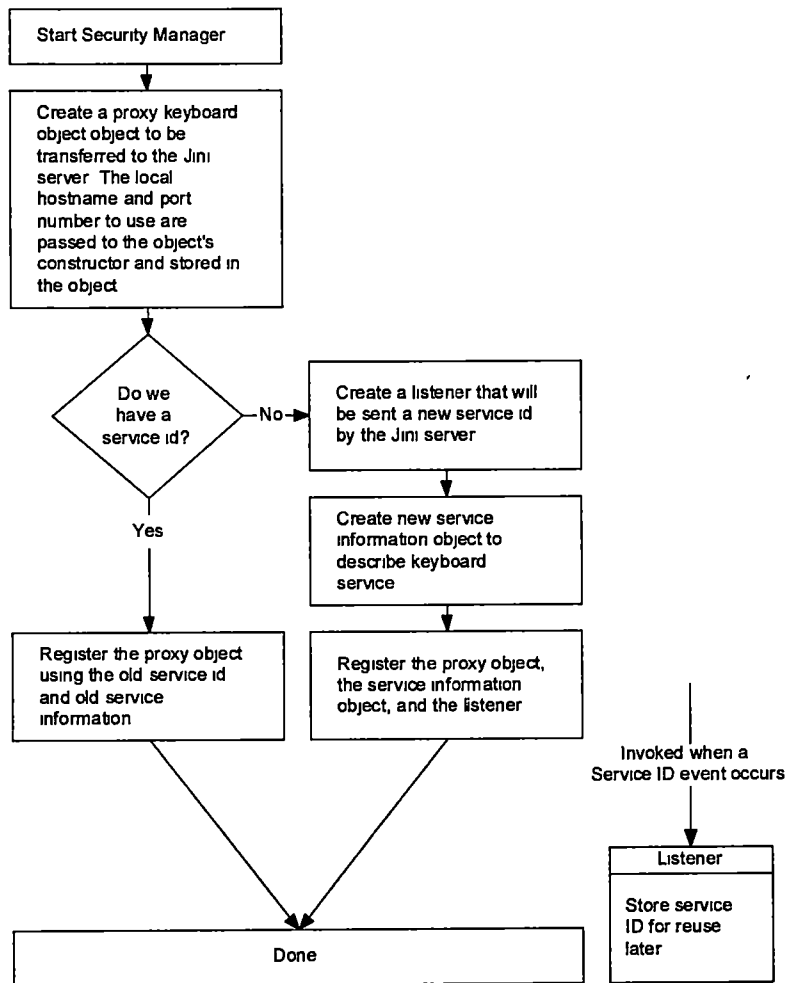 Start Security Manager
Create a proxy keyboard
object object to be
transferred to the Jini
server The local
hostname and port
number to use are
passed to the object's
constructor and stored in
the object
Do we
have a
service id?
No
Create a listener that will
be sent a new service id
by the Jini server
Create new service
information object to
describe keyboard
service
Yes
Register the proxy object
using the old service id
and old service
information
Register the proxy object,
the service information
object, and the listener
Invoked when a
Service ID event occurs
Listener
Store service
ID for reuse
later
Done